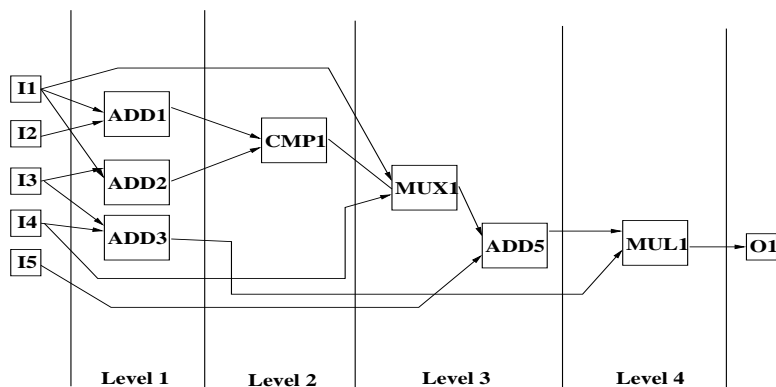 I1
I2
I3
I4
I5
ADD1
ADD2
ADD3
CMP1
MUX1
ADD5
MUL1
O1
Level 1
Level 2
Level 3
Level 4